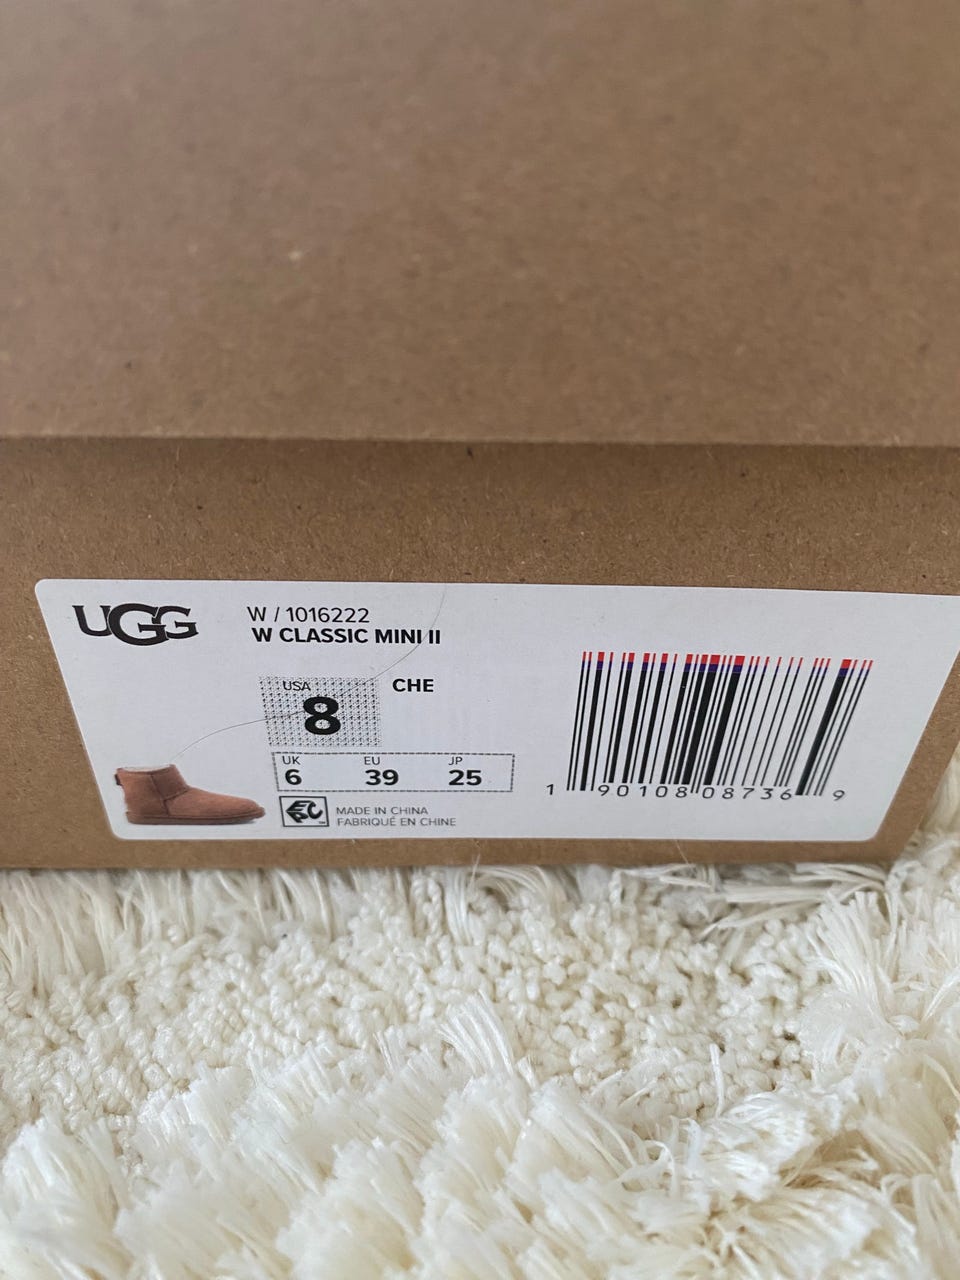 UGG
W / 1016222
W CLASSIC MINI II
USA
8
CHE
UK EU JP
6 39 25
MADE IN CHINA
FABRIQUÉ EN CHINE
1 90108 08736 9